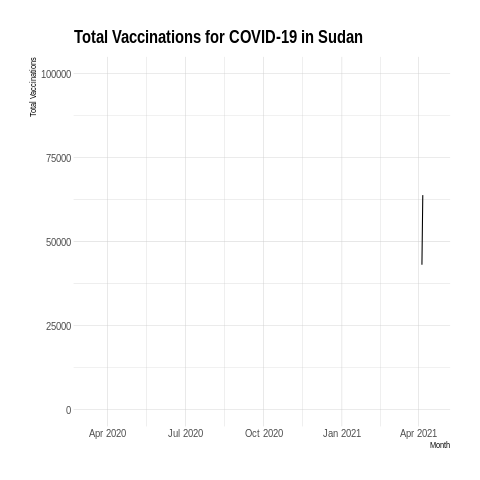 Total Vaccinations for COVID-19 in Sudan
Total Vaccinations
100000
75000
50000
25000
0
Apr 2020 Jul 2020 Oct 2020 Jan 2021 Apr 2021
Month